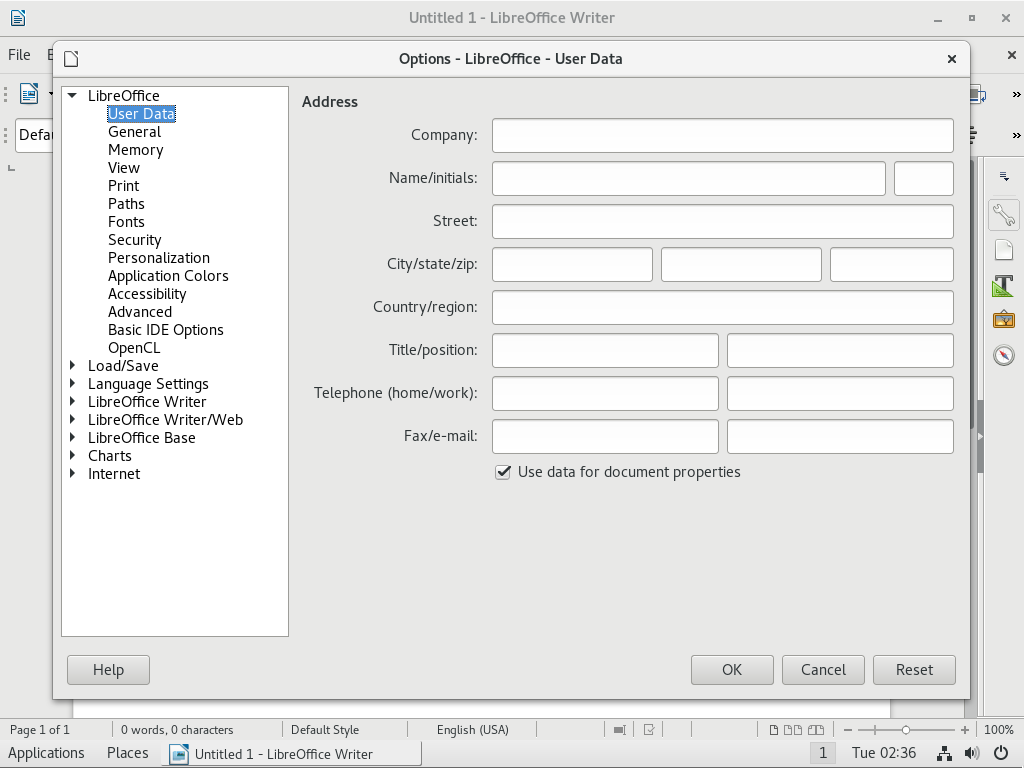 Untitled 1 - LibreOffice Writer
File
Options - LibreOffice - User Data
LibreOffice
User Data
General
Memory
View
Print
Paths
Fonts
Security
Personalization
Application Colors
Accessibility
Advanced
Basic IDE Options
OpenCL
Load/Save
Language Settings
LibreOffice Writer
LibreOffice Writer/Web
LibreOffice Base
Charts
Internet
Address
Company:
Name/initials:
Street:
City/state/zip:
Country/region:
Title/position:
Telephone (home/work):
Fax/e-mail:
Use data for document properties
Help
OK
Cancel
Reset
Page 1 of 1
0 words, 0 characters
Default Style
English (USA)
100%
Applications
Places
Untitled 1 - LibreOffice Writer
1
Tue 02:36